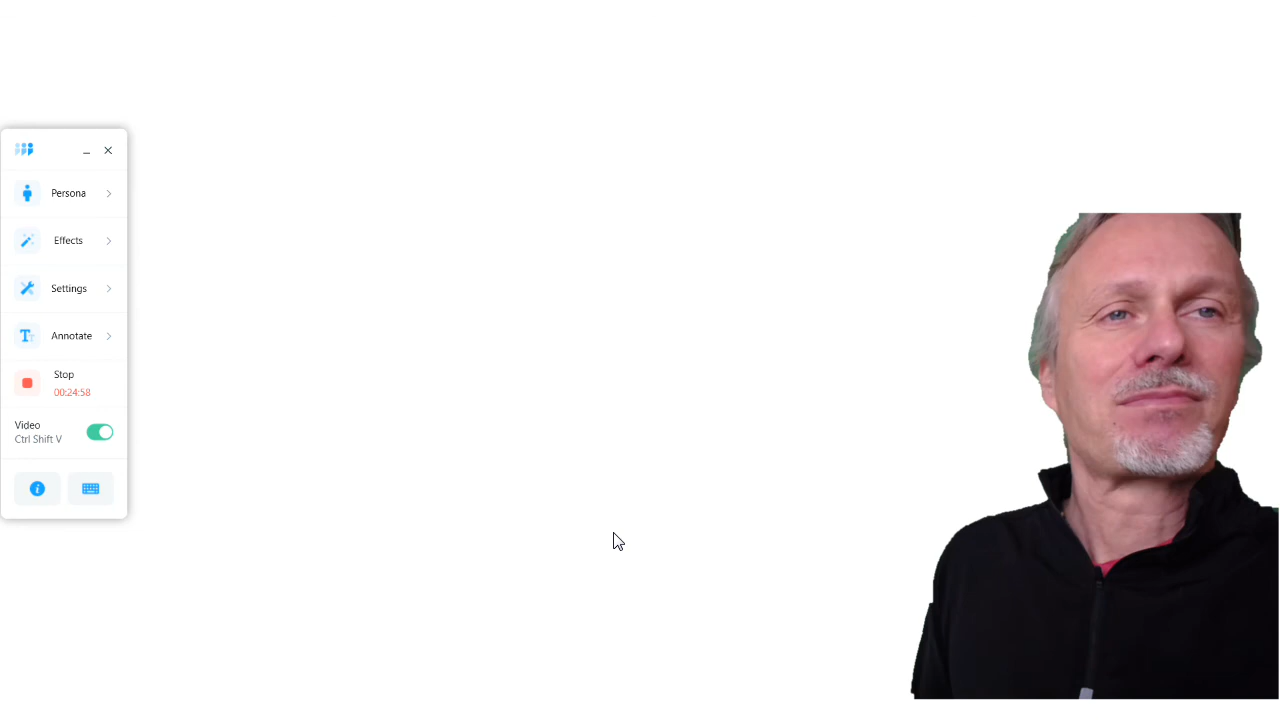 Persona
Effects
Settings
Annotate
Stop
00:24:58
Video
Ctrl Shift V